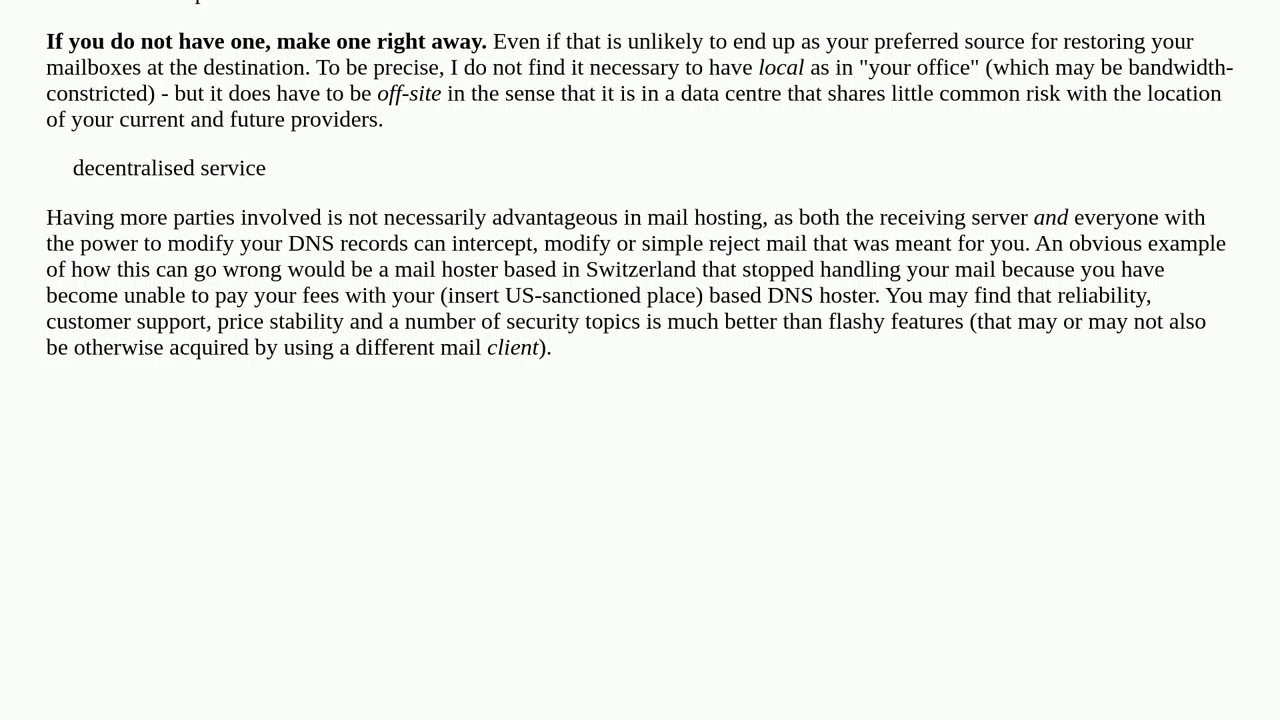 If you do not have one, make one right away. Even if that is unlikely to end up as your preferred source for restoring your
mailboxes at the destination. To be precise, I do not find it necessary to have local as in "your office" (which may be bandwidth-
constricted) - but it does have to be off-site in the sense that it is in a data centre that shares little common risk with the location
of your current and future providers.
decentralised service
Having more parties involved is not necessarily advantageous in mail hosting, as both the receiving server and everyone with
the power to modify your DNS records can intercept, modify or simple reject mail that was meant for you. An obvious example
of how this can go wrong would be a mail hoster based in Switzerland that stopped handling your mail because you have
become unable to pay your fees with your (insert US-sanctioned place) based DNS hoster. You may find that reliability,
customer support, price stability and a number of security topics is much better than flashy features (that may or may not also
be otherwise acquired by using a different mail client).